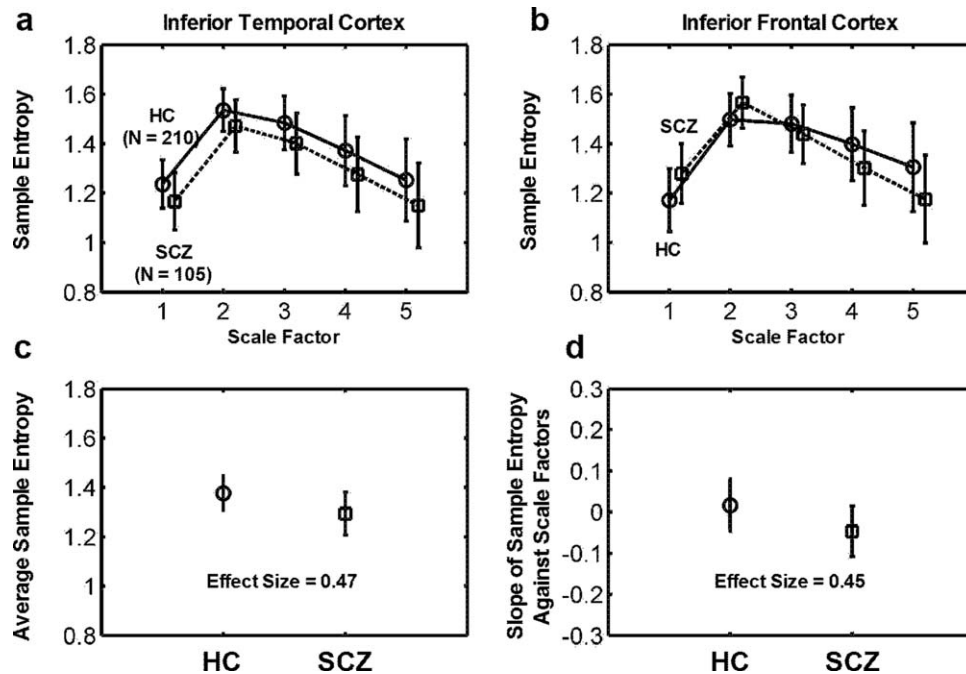 a
Inferior Temporal Cortex
Sample Entropy
1.8
1.6
1.4
1.2
1
0.8
HC
(N = 210)
SCZ
(N = 105)
1 2 3 4 5
Scale Factor
b
Inferior Frontal Cortex
Sample Entropy
1.8
1.6
1.4
1.2
1
0.8
SCZ
HC
1 2 3 4 5
Scale Factor
c
Average Sample Entropy
1.8
1.6
1.4
1.2
1
0.8
Effect Size = 0.47
HC SCZ
d
Slope of Sample Entropy
Against Scale Factors
0.3
0.2
0.1
0
-0.1
-0.2
-0.3
Effect Size = 0.45
HC SCZ